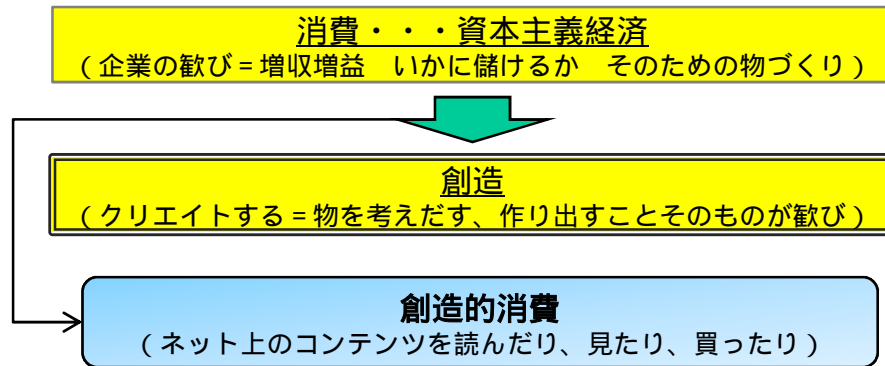 消費・・・資本主義経済
（企業の歓び＝増収増益　いかに儲けるか　そのための物づくり）
創造
（クリエイトする＝物を考えだす、作り出すことそのものが歓び）
創造的消費
（ネット上のコンテンツを読んだり、見たり、買ったり）